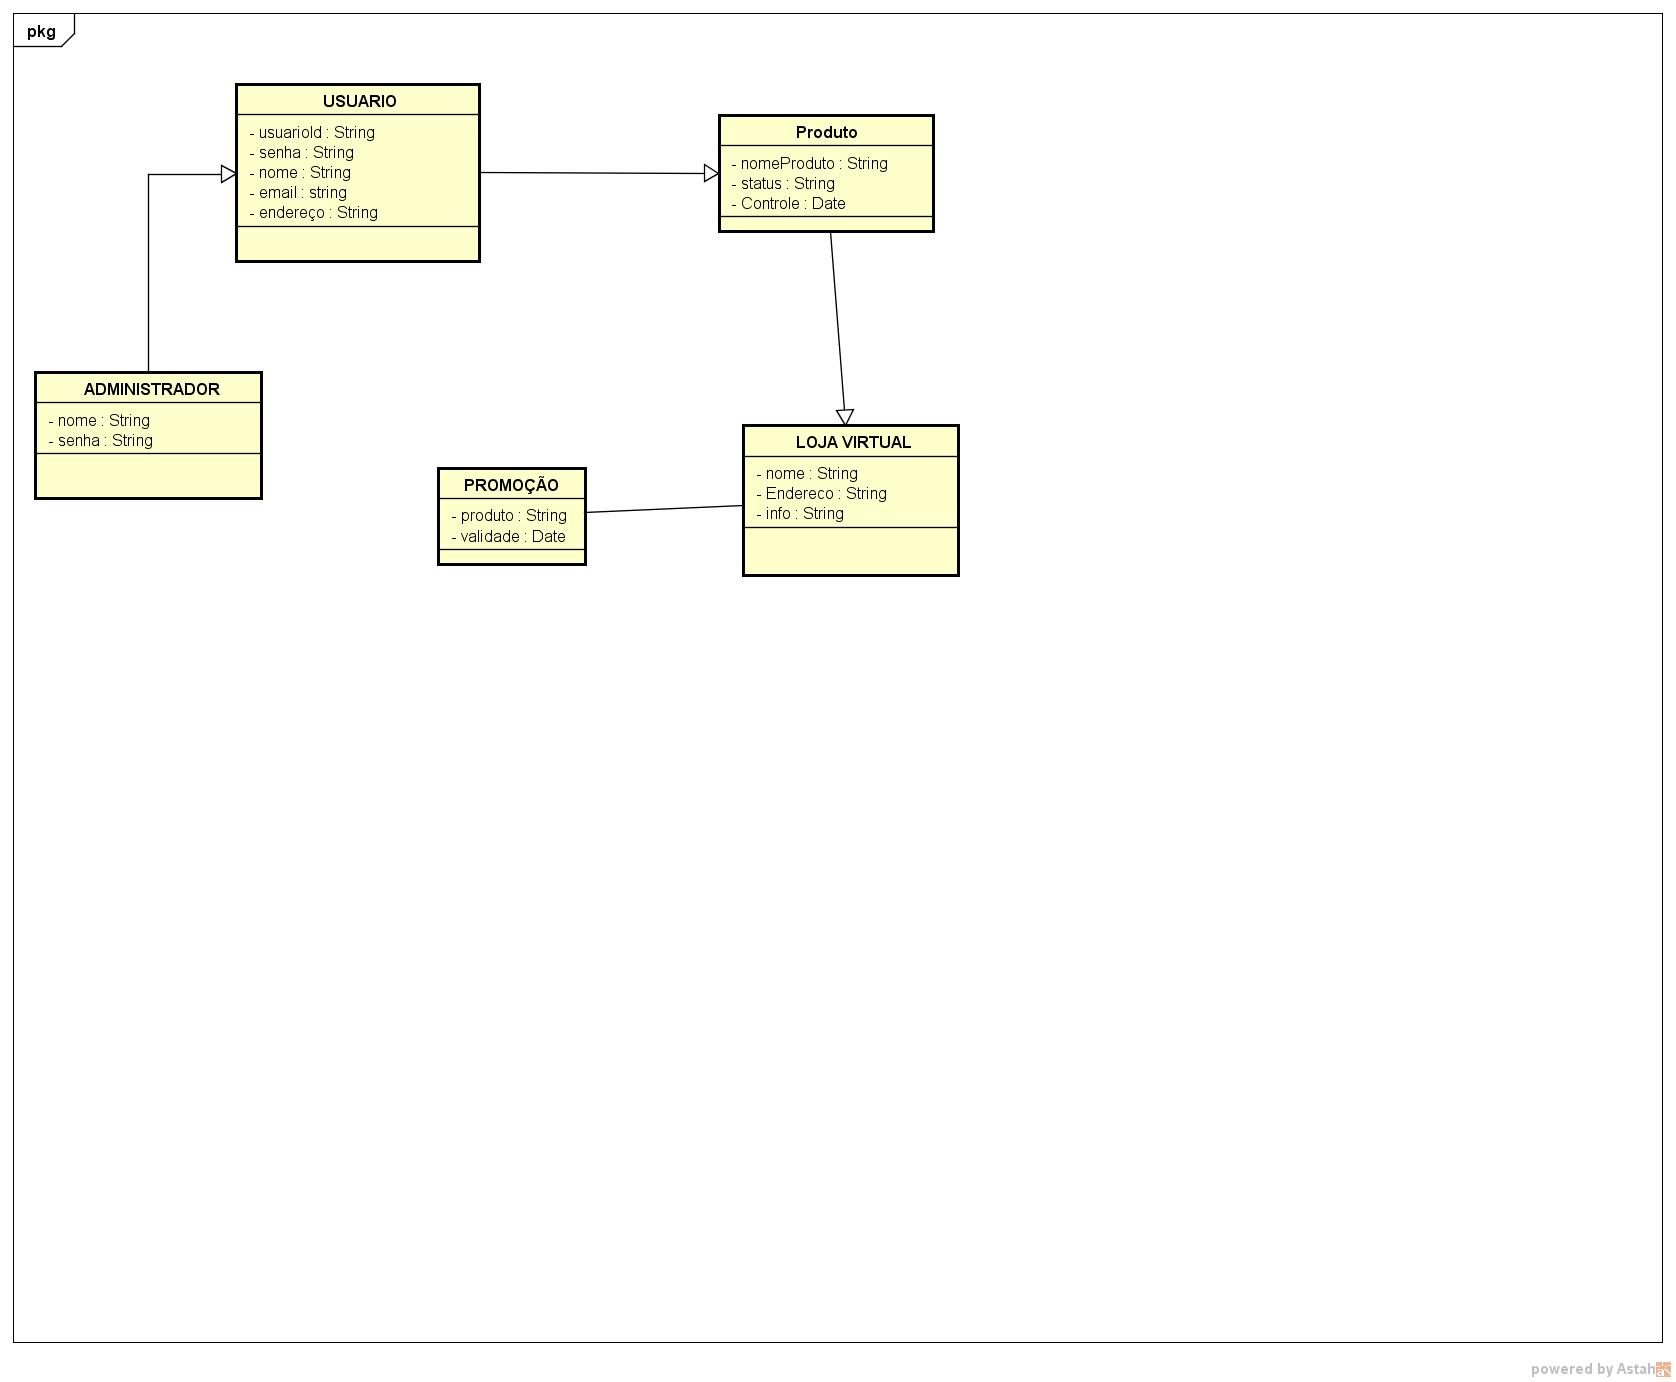 pkg
USUARIO
- usuarioId : String
- senha : String
- nome : String
- email : string
- endereço : String
Produto
- nomeProduto : String
- status : String
- Controle : Date
ADMINISTRADOR
- nome : String
- senha : String
PROMOÇÃO
- produto : String
- validade : Date
LOJA VIRTUAL
- nome : String
- Endereco : String
- info : String
powered by Astah